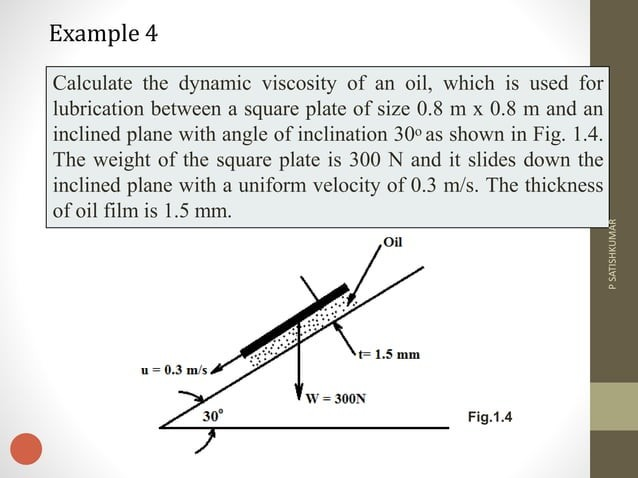 Example 4
Calculate the dynamic viscosity of an oil, which is used for
lubrication between a square plate of size 0.8 m x 0.8 m and an
inclined plane with angle of inclination 30ᵒ as shown in Fig. 1.4.
The weight of the square plate is 300 N and it slides down the
inclined plane with a uniform velocity of 0.3 m/s. The thickness
of oil film is 1.5 mm.
Oil
t= 1.5 mm
u = 0.3 m/s
W = 300N
30°
Fig.1.4
P SATISHKUMAR